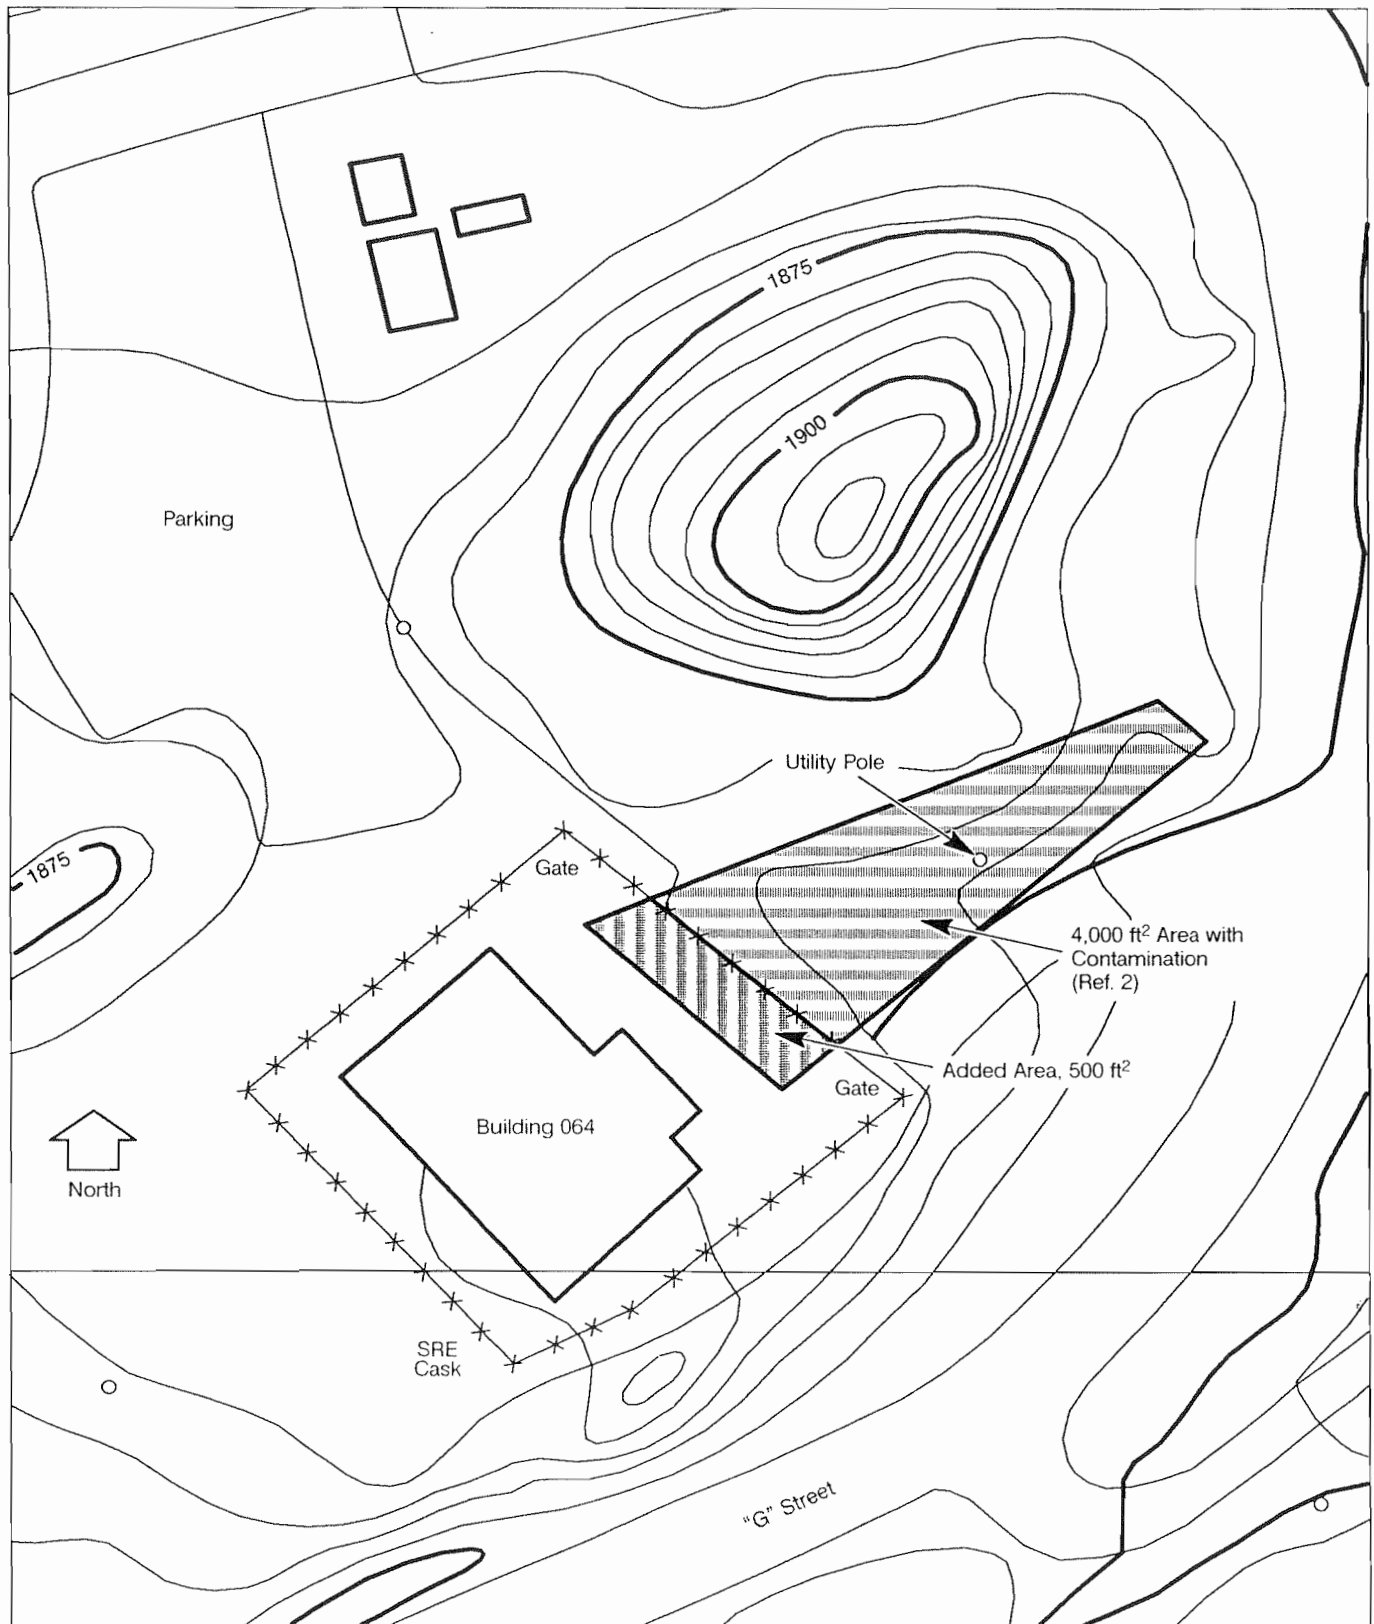 1875
1900
Parking
Utility Pole
Gate
1875
4,000 ft² Area with
Contamination
(Ref. 2)
Added Area, 500 ft²
Gate
Building 064
North
SRE
Cask
"G" Street